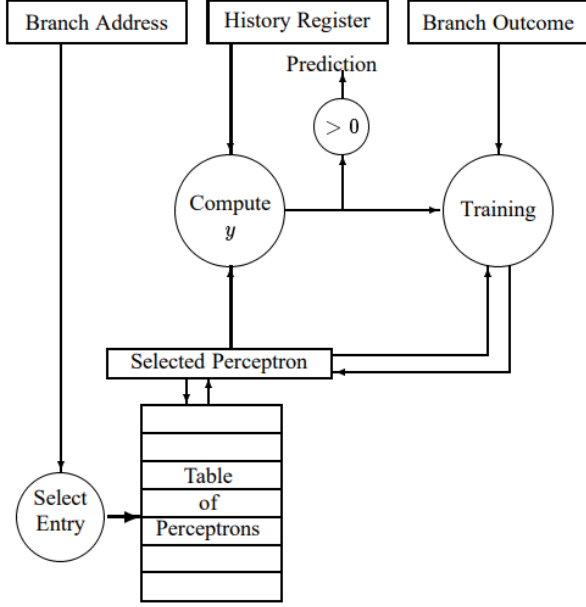 Branch Address
History Register
Branch Outcome
Prediction
> 0
Compute
y
Training
Selected Perceptron
Table
of
Perceptrons
Select
Entry